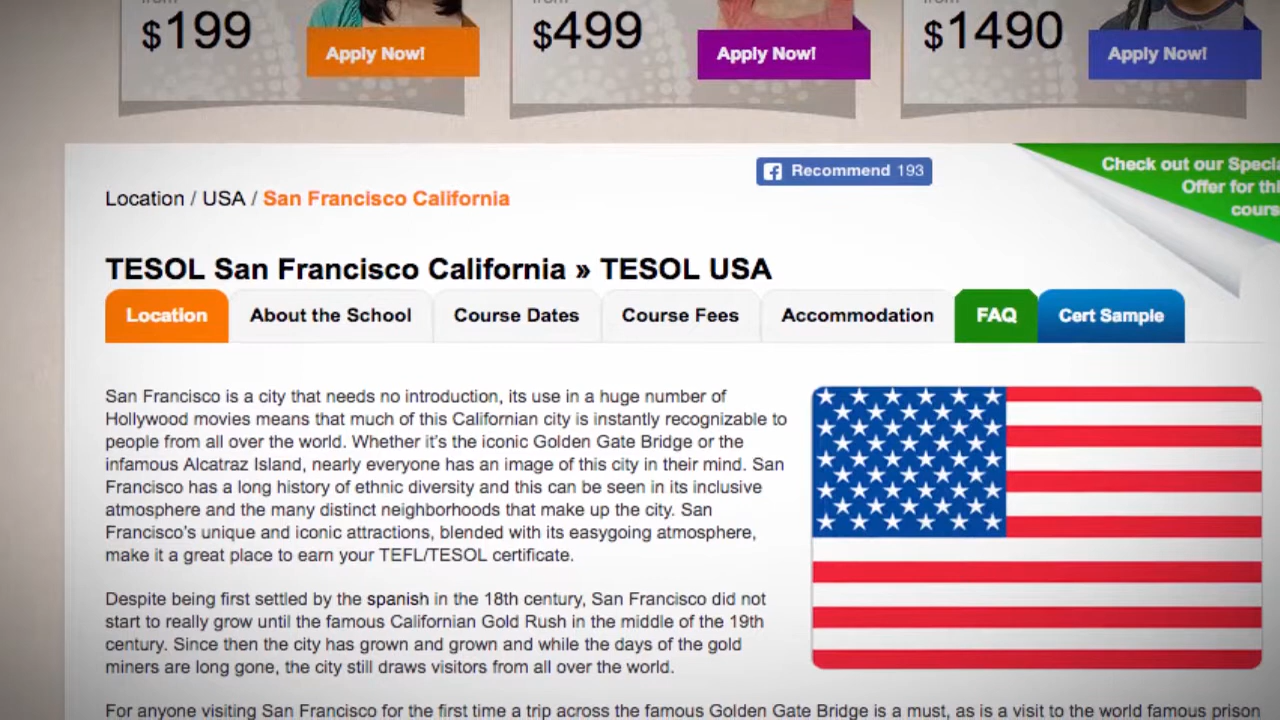 $199
$499
$1490
Apply Now!
Apply Now!
Apply Now!
Recommend 193
Check out our
Location / USA / San Francisco California
TESOL San Francisco California » TESOL USA
Location
About the School
Course Dates
Course Fees
Accommodation
FAQ
Cert Sample
San Francisco is a city that needs no introduction, its use in a huge number of
Hollywood movies means that much of this Californian city is instantly recognizable to
people from all over the world. Whether it's the iconic Golden Gate Bridge or the
infamous Alcatraz Island, nearly everyone has an image of this city in their mind. San
Francisco has a long history of ethnic diversity and this can be seen in its inclusive
atmosphere and the many distinct neighborhoods that make up the city. San
Francisco's unique and iconic attractions, blended with its easygoing atmosphere,
make it a great place to earn your TEFL/TESOL certificate.
Despite being first settled by the spanish in the 18th century, San Francisco did not
start to really grow until the famous Californian Gold Rush in the middle of the 19th
century. Since then the city has grown and grown and while the days of the gold
miners are long gone, the city still draws visitors from all over the world.
For anyone visiting San Francisco for the first time a trip across the famous Golden Gate Bridge is a must, as is a visit to the world famous prison